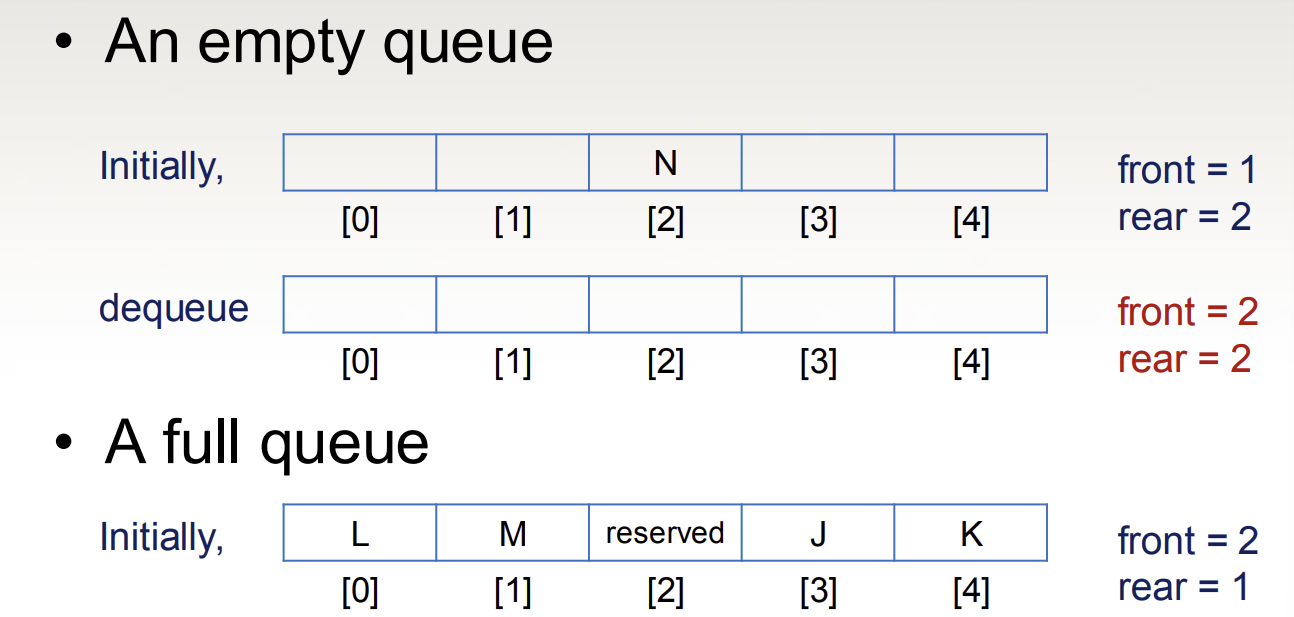 • An empty queue
Initially, N front = 1
rear = 2
[0] [1] [2] [3] [4]
dequeue front = 2
rear = 2
[0] [1] [2] [3] [4]
• A full queue
Initially, L M reserved J K front = 2
rear = 1
[0] [1] [2] [3] [4]